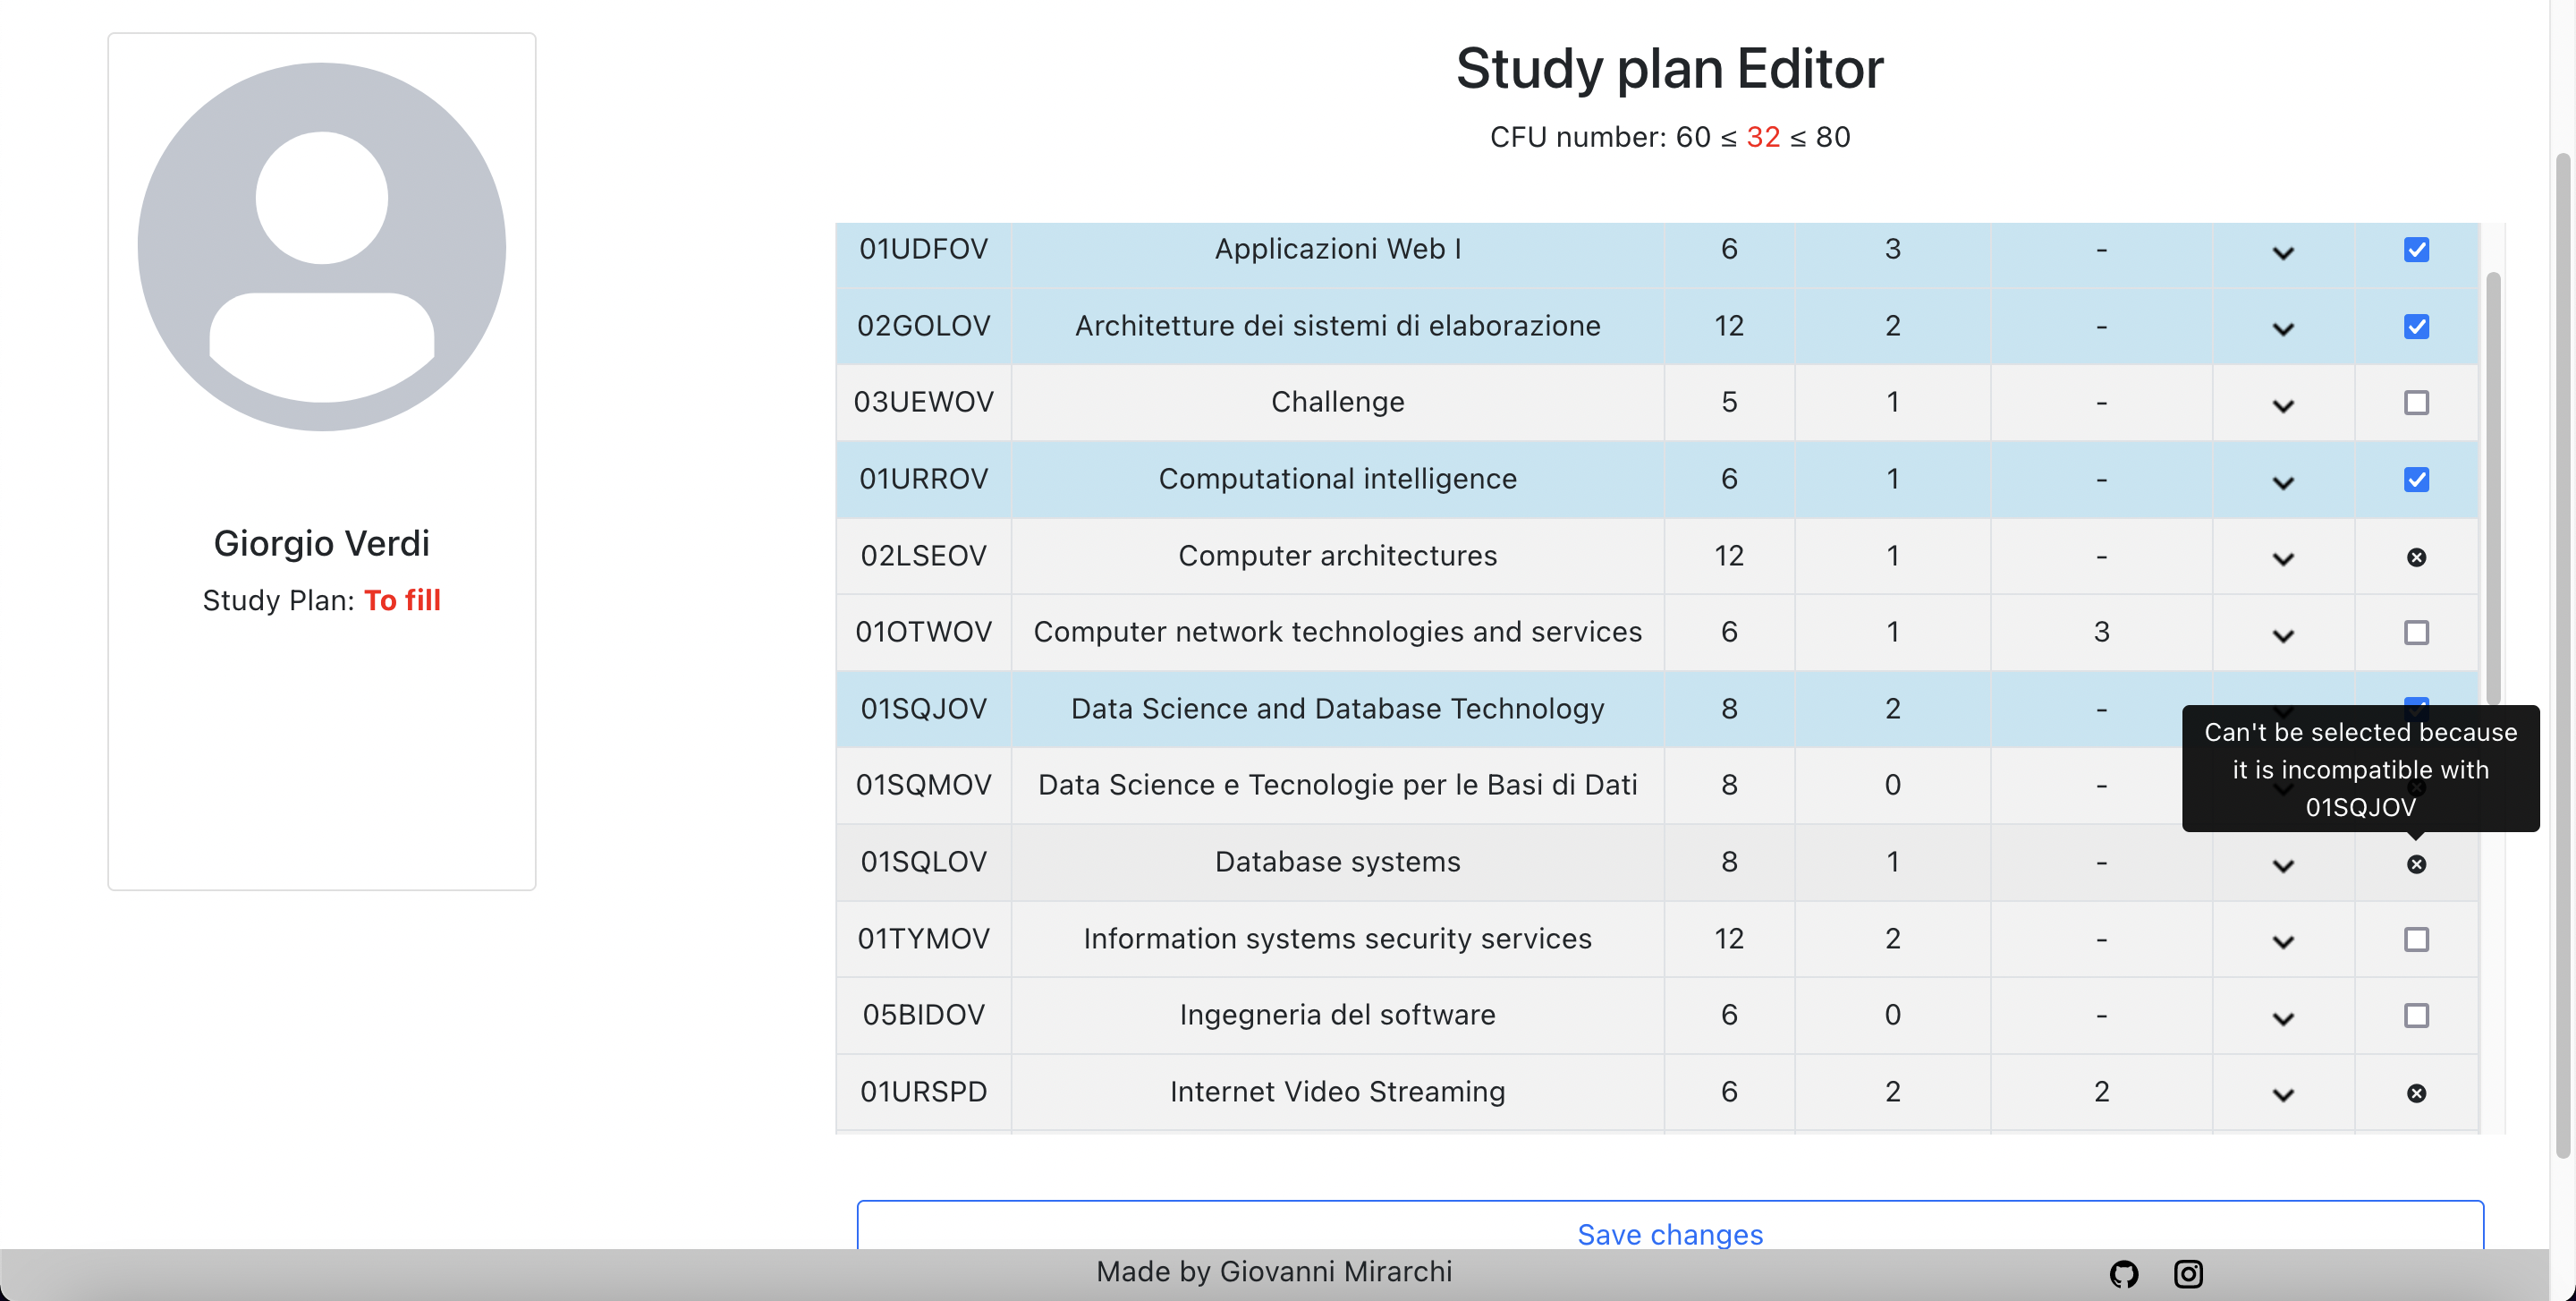 Study plan Editor
CFU number: 60 ≤ 32 ≤ 80
Giorgio Verdi
Study Plan: To fill
01UDFOV Applicazioni Web I 6 3 -
02GOLOV Architetture dei sistemi di elaborazione 12 2 -
03UEWOV Challenge 5 1 -
01URROV Computational intelligence 6 1 -
02LSEOV Computer architectures 12 1 -
01OTWOV Computer network technologies and services 6 1 3
01SQJOV Data Science and Database Technology 8 2 -
01SQMOV Data Science e Tecnologie per le Basi di Dati 8 0 -
Can't be selected because
it is incompatible with
01SQJOV
01SQLOV Database systems 8 1 -
01TYMOV Information systems security services 12 2 -
05BIDOV Ingegneria del software 6 0 -
01URSPD Internet Video Streaming 6 2 2
Save changes
Made by Giovanni Mirarchi